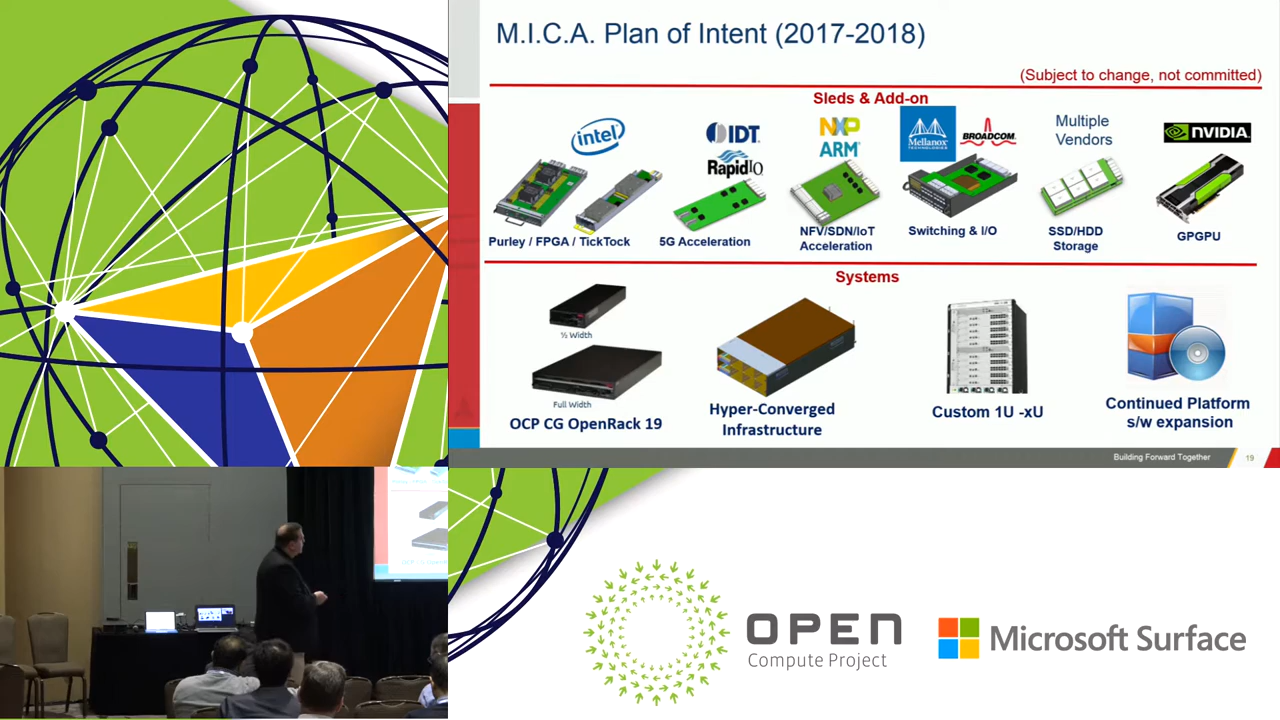 M.I.C.A. Plan of Intent (2017-2018)
(Subject to change, not committed)
Sleds & Add-on
intel
IDT
RapidIO
NXP
ARM
Mellanox
TECHNOLOGIES
BROADCOM
Multiple
Vendors
NVIDIA
Purley / FPGA / TickTock
5G Acceleration
NFV/SDN/IoT
Acceleration
Switching & I/O
SSD/HDD
Storage
GPGPU
Systems
½ Width
Full Width
OCP CG OpenRack 19
Hyper-Converged
Infrastructure
Custom 1U -xU
Continued Platform
s/w expansion
Building Forward Together
19
OPEN
Compute Project
Microsoft Surface